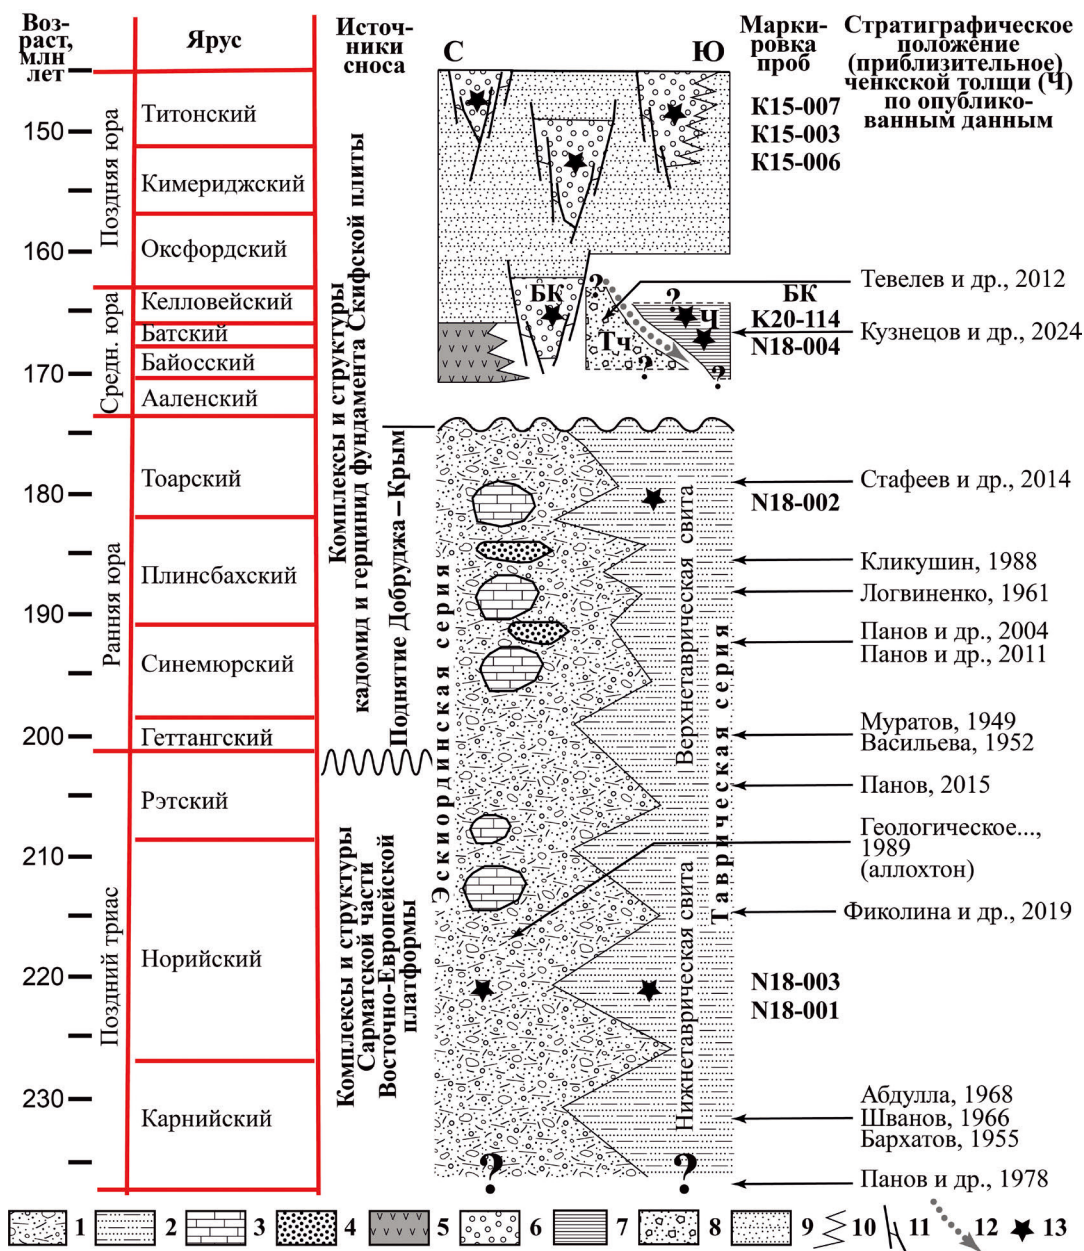 Воз-
раст,
млн
лет
Ярус
Источ-
ники
сноса
С
Ю
Марки-
ровка
проб
Стратиграфическое
положение
(приблизительное)
ченкской толщи (Ч)
по опублико-
ванным данным
150
160
170
180
190
200
210
220
230
Поздняя юра
Средн. юра
Ранняя юра
Поздний триас
Титонский
Кимериджский
Оксфордский
Келловейский
Батский
Байосский
Ааленский
Тоарский
Плинсбахский
Синемюрский
Геттангский
Рэтский
Норийский
Карнийский
Комплексы и структуры
кадомид и герцинид фундамента Скифской плиты
Поднятие Добруджа–Крым
Комплексы и структуры
Сарматской части
Восточно-Европейской
платформы
БК
?
Тч
?
?
Ч
?
Эскиординская серия
Верхнетаврическая свита
Нижнетаврическая свита
Таврическая серия
?
?
К15-007
К15-003
К15-006
БК
К20-114
N18-004
N18-002
N18-003
N18-001
Тевелев и др., 2012
Кузнецов и др., 2024
Стафеев и др., 2014
Кликушин, 1988
Логвиненко, 1961
Панов и др., 2004
Панов и др., 2011
Муратов, 1949
Васильева, 1952
Панов, 2015
Геологическое...,
1989
(аллохтон)
Фиколина и др., 2019
Абдулла, 1968
Шванов, 1966
Бархатов, 1955
Панов и др., 1978
1 2 3 4 5 6 7 8 9 10 11 12 13